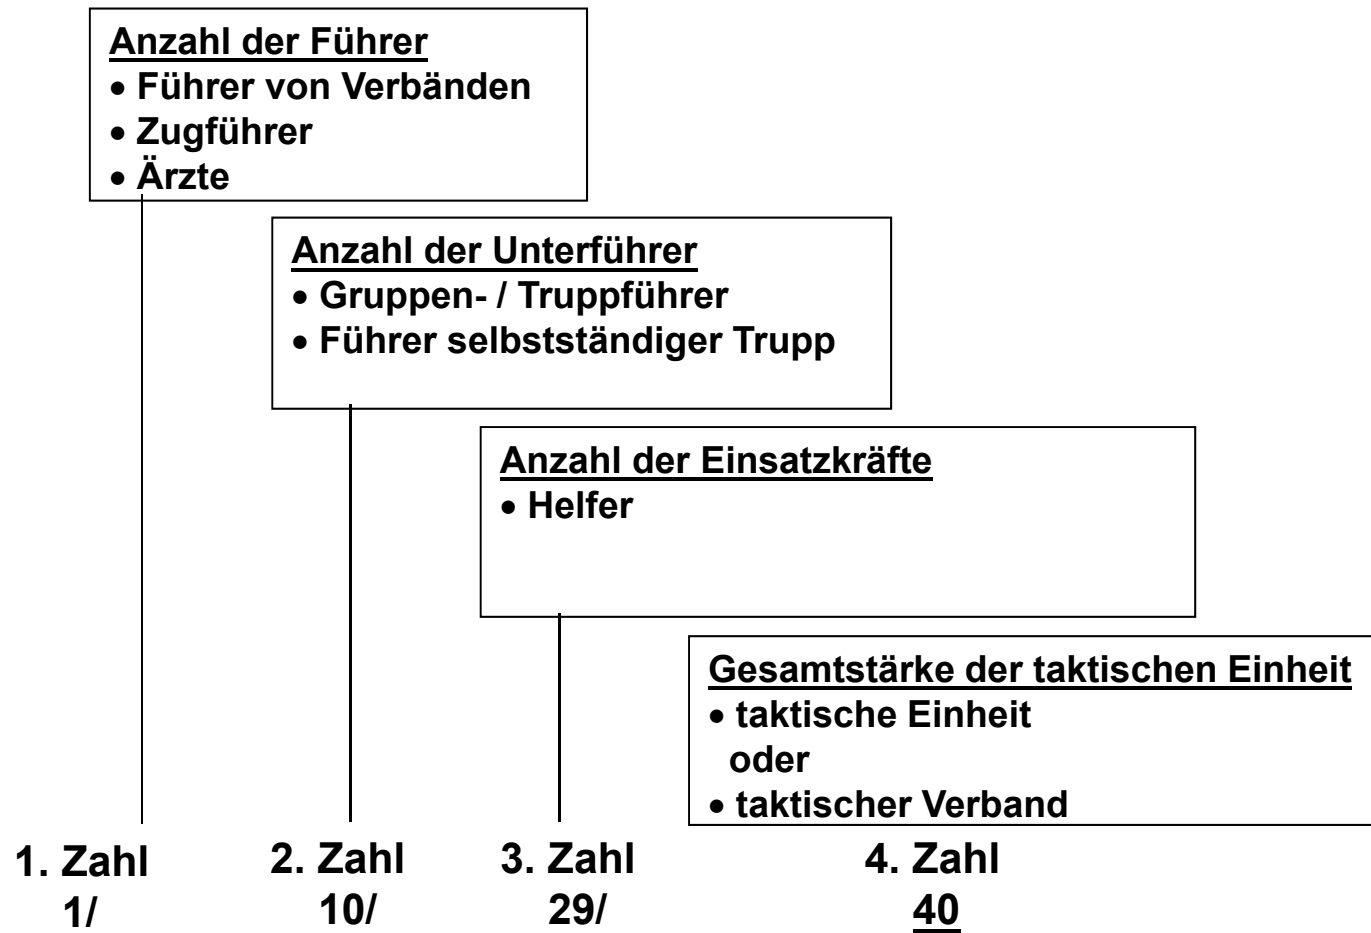 Anzahl der Führer
• Führer von Verbänden
• Zugführer
• Ärzte
Anzahl der Unterführer
• Gruppen- / Truppführer
• Führer selbstständiger Trupp
Anzahl der Einsatzkräfte
• Helfer
Gesamtstärke der taktischen Einheit
• taktische Einheit
oder
• taktischer Verband
1. Zahl 2. Zahl 3. Zahl 4. Zahl
1/ 10/ 29/ 40